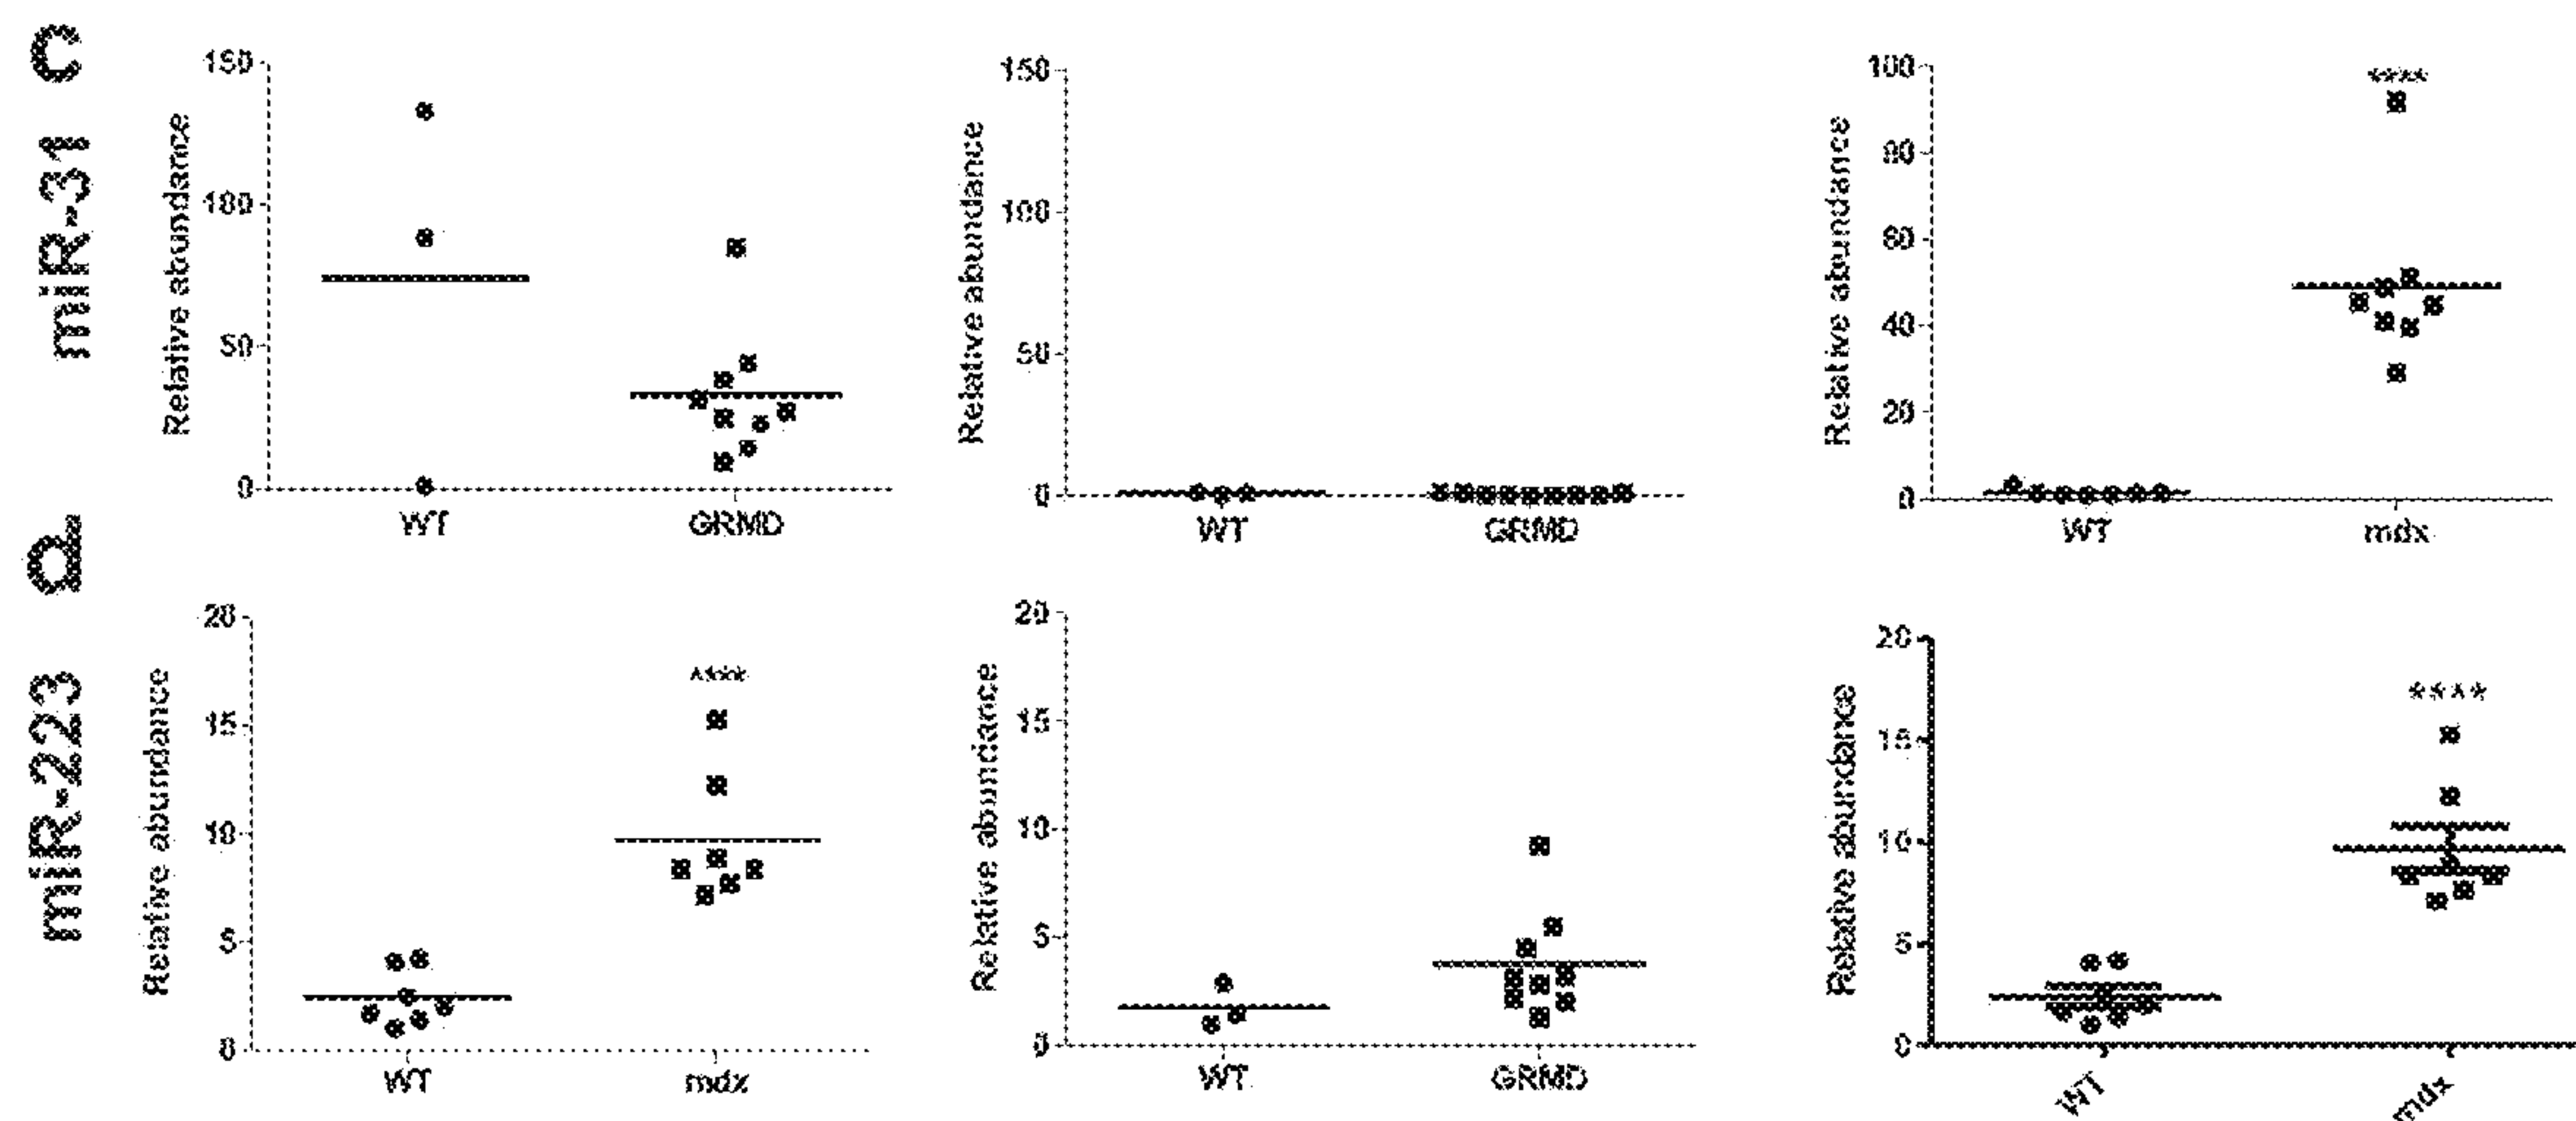 c
miR-31
150
100
50
0
Relative abundance
WT
GRMD
150
100
50
0
Relative abundance
WT
GRMD
100
80
60
40
20
0
Relative abundance
****
WT
mdx
d
miR-223
20
15
10
5
0
Relative abundance
****
WT
mdx
20
15
10
5
0
Relative abundance
WT
GRMD
20
15
10
5
0
Relative abundance
****
WT
mdx